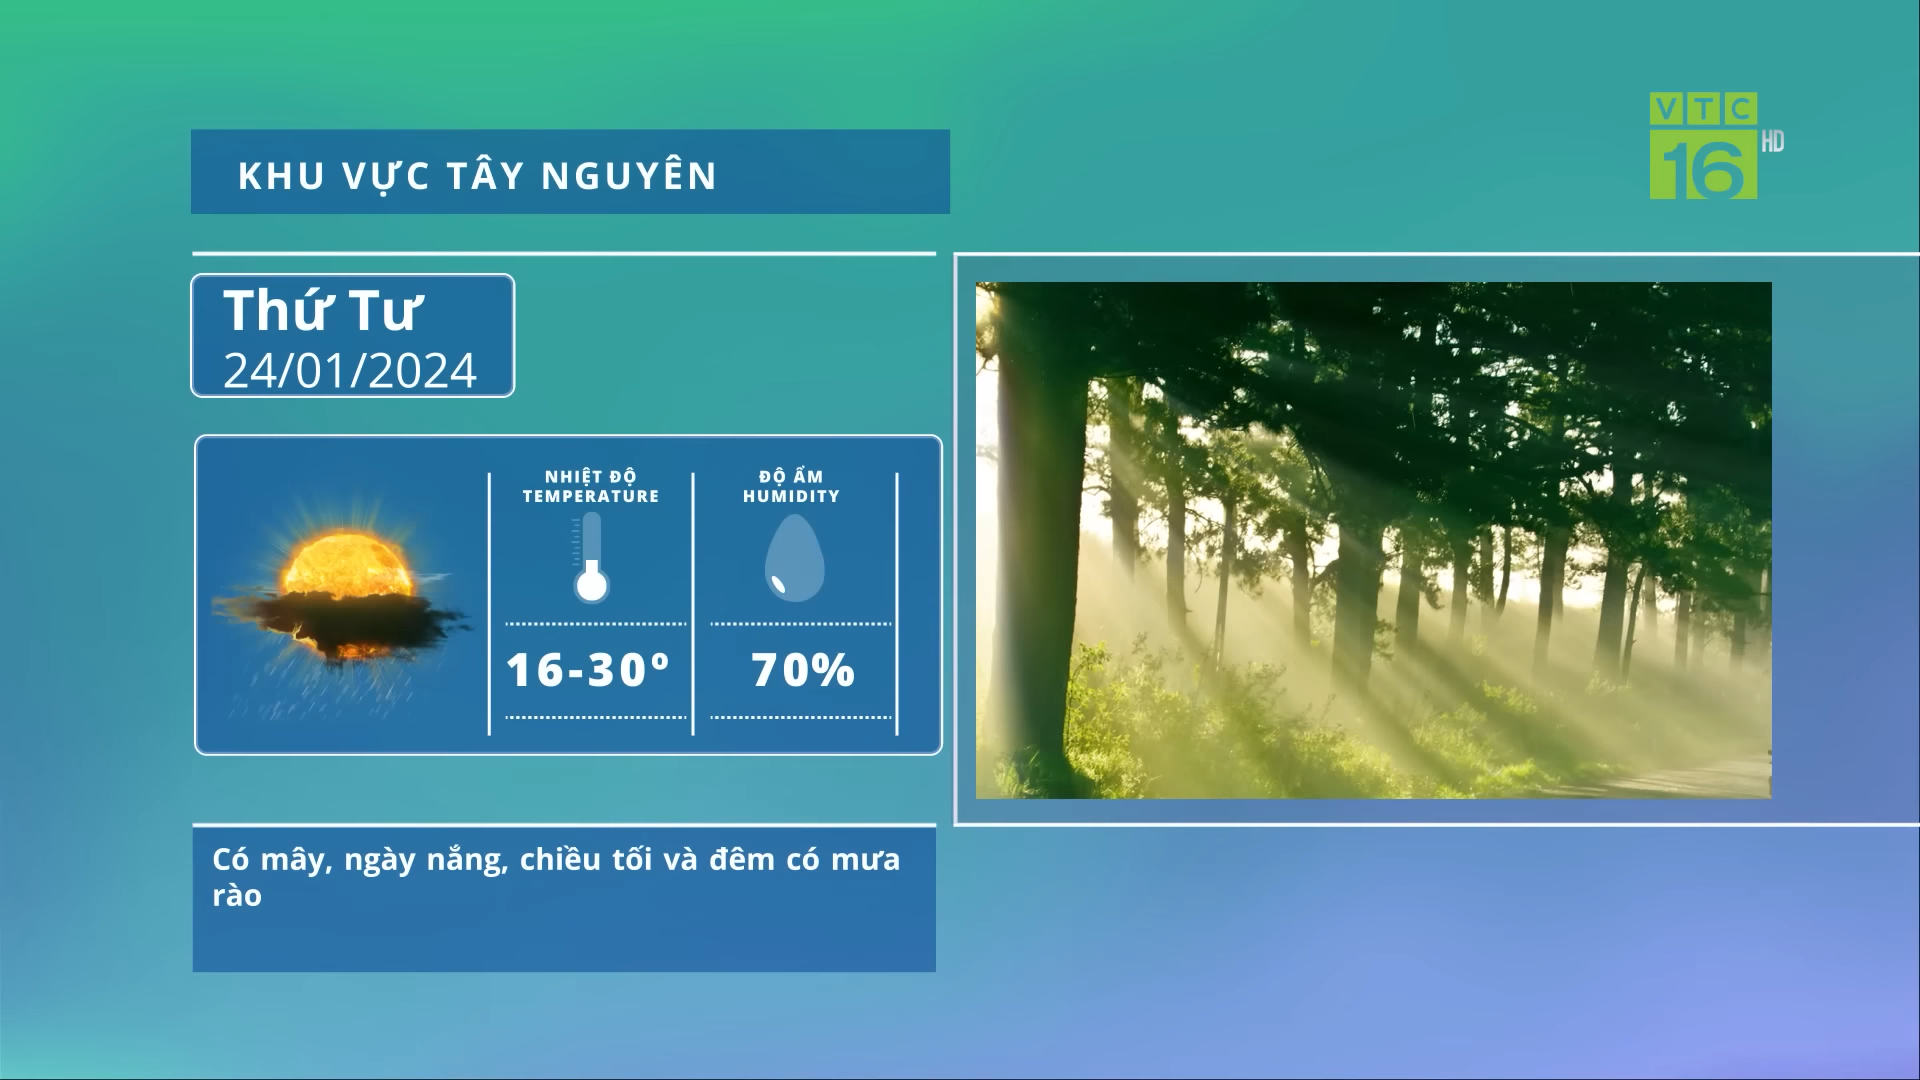 VTC
16 HD
KHU VỰC TÂY NGUYÊN
Thứ Tư
24/01/2024
NHIỆT ĐỘ
TEMPERATURE
16-30º
ĐỘ ẨM
HUMIDITY
70%
Có mây, ngày nắng, chiều tối và đêm có mưa
rào